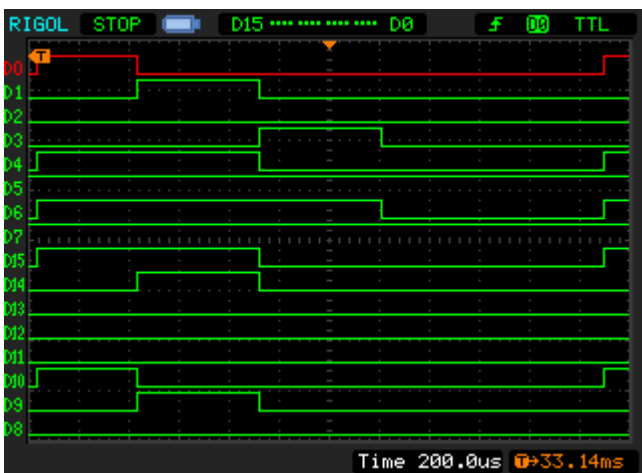 RIGOL STOP D15 ···· ···· ···· ···· D0 00 TTL
T
D0
D1
D2
D3
D4
D5
D6
D7
D15
D14
D13
D12
D11
D10
D9
D8
Time 200.0us T→33.14ms